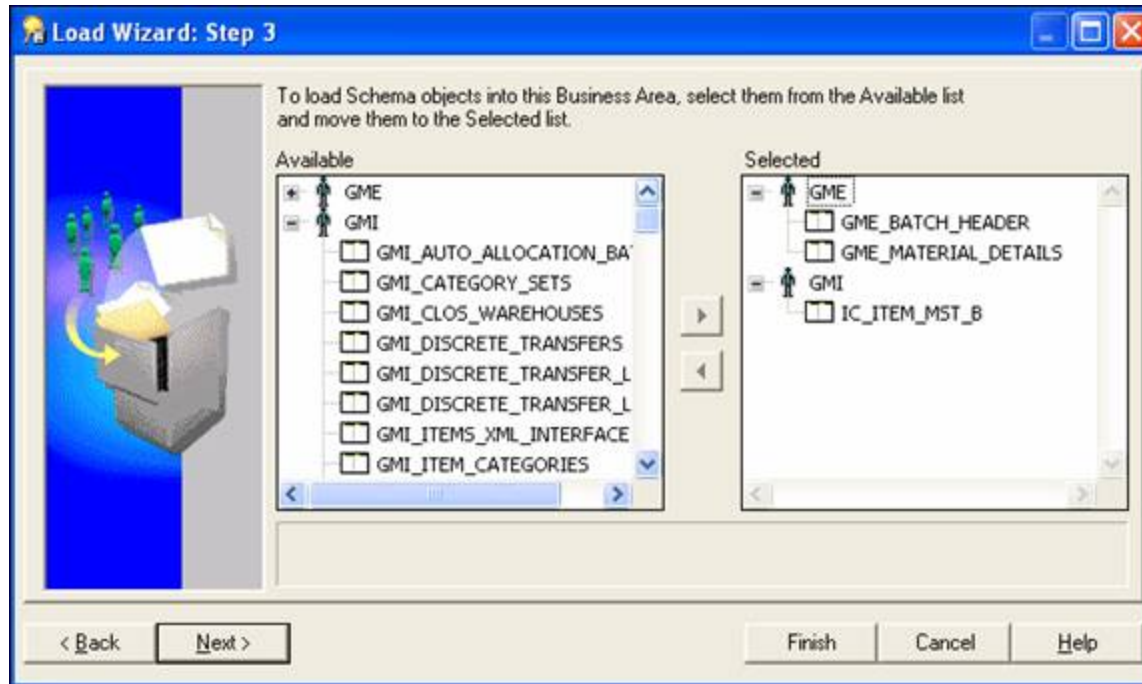 Load Wizard: Step 3
To load Schema objects into this Business Area, select them from the Available list
and move them to the Selected list.
Available
GME
GMI
GMI_AUTO_ALLOCATION_BA
GMI_CATEGORY_SETS
GMI_CLOS_WAREHOUSES
GMI_DISCRETE_TRANSFERS
GMI_DISCRETE_TRANSFER_L
GMI_DISCRETE_TRANSFER_L
GMI_ITEMS_XML_INTERFACE
GMI_ITEM_CATEGORIES
Selected
GME
GME_BATCH_HEADER
GME_MATERIAL_DETAILS
GMI
IC_ITEM_MST_B
< Back Next > Finish Cancel Help